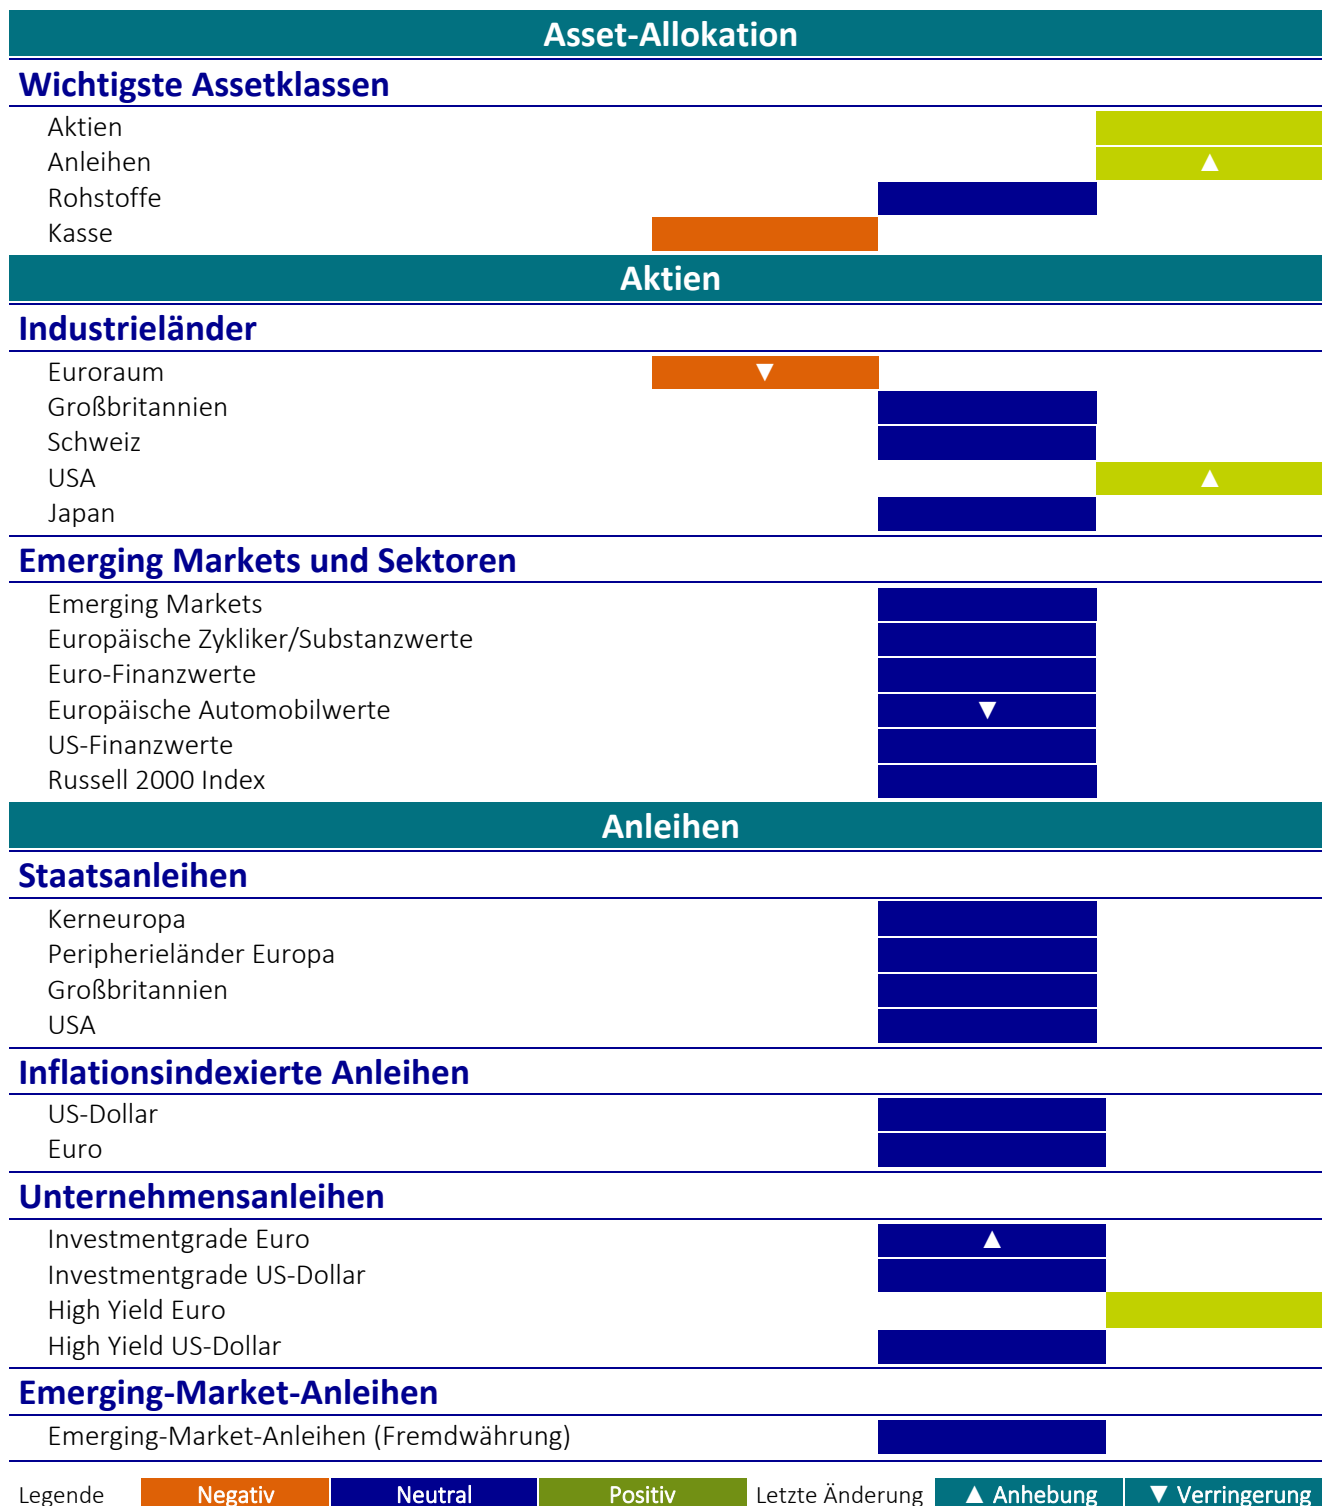 Asset-Allokation
Wichtigste Assetklassen
Aktien
Anleihen ▲
Rohstoffe
Kasse
Aktien
Industrieländer
Euroraum ▼
Großbritannien
Schweiz
USA ▲
Japan
Emerging Markets und Sektoren
Emerging Markets
Europäische Zykliker/Substanzwerte
Euro-Finanzwerte
Europäische Automobilwerte ▼
US-Finanzwerte
Russell 2000 Index
Anleihen
Staatsanleihen
Kerneuropa
Peripherieländer Europa
Großbritannien
USA
Inflationsindexierte Anleihen
US-Dollar
Euro
Unternehmensanleihen
Investmentgrade Euro ▲
Investmentgrade US-Dollar
High Yield Euro
High Yield US-Dollar
Emerging-Market-Anleihen
Emerging-Market-Anleihen (Fremdwährung)
Legende Negativ Neutral Positiv Letzte Änderung ▲ Anhebung ▼ Verringerung